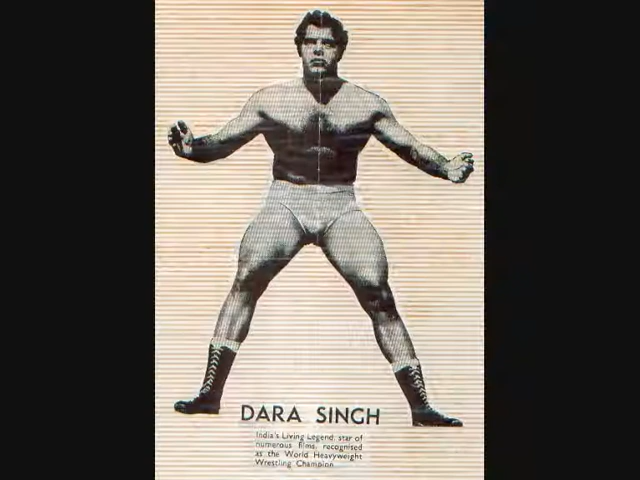 DARA SINGH
India's Living Legend, star of
numerous films, recognised
as the World Heavyweight
Wrestling Champion